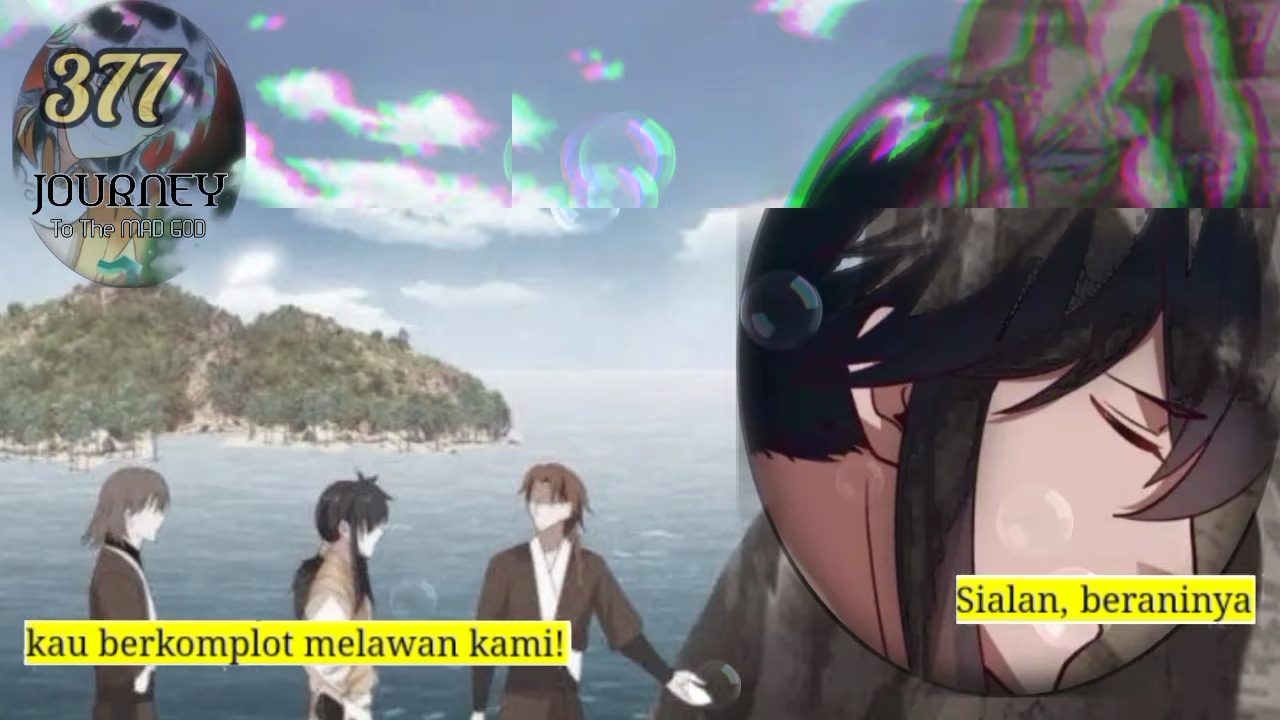 377
JOURNEY
To The MAD GOD
Sialan, beraninya
kau berkomplot melawan kami!